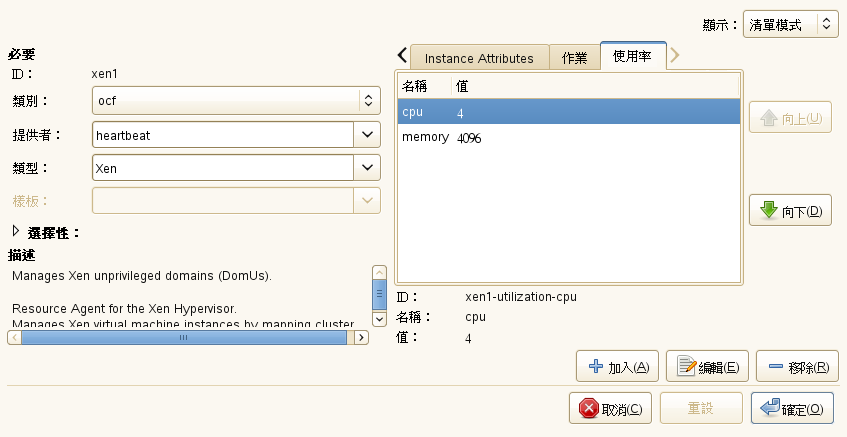 顯示：
清單模式
必要
ID： xen1
類別： ocf
提供者： heartbeat
類型： Xen
樣板：
選擇性：
描述
Manages Xen unprivileged domains (DomUs).
Resource Agent for the Xen Hypervisor.
Manages Xen virtual machine instances by mapping cluster
Instance Attributes 作業 使用率
名稱 值
cpu 4
memory 4096
向上(U)
向下(D)
ID： xen1-utilization-cpu
名稱： cpu
值： 4
加入(A) 編輯(E) 移除(R)
取消(C) 重設 確定(O)